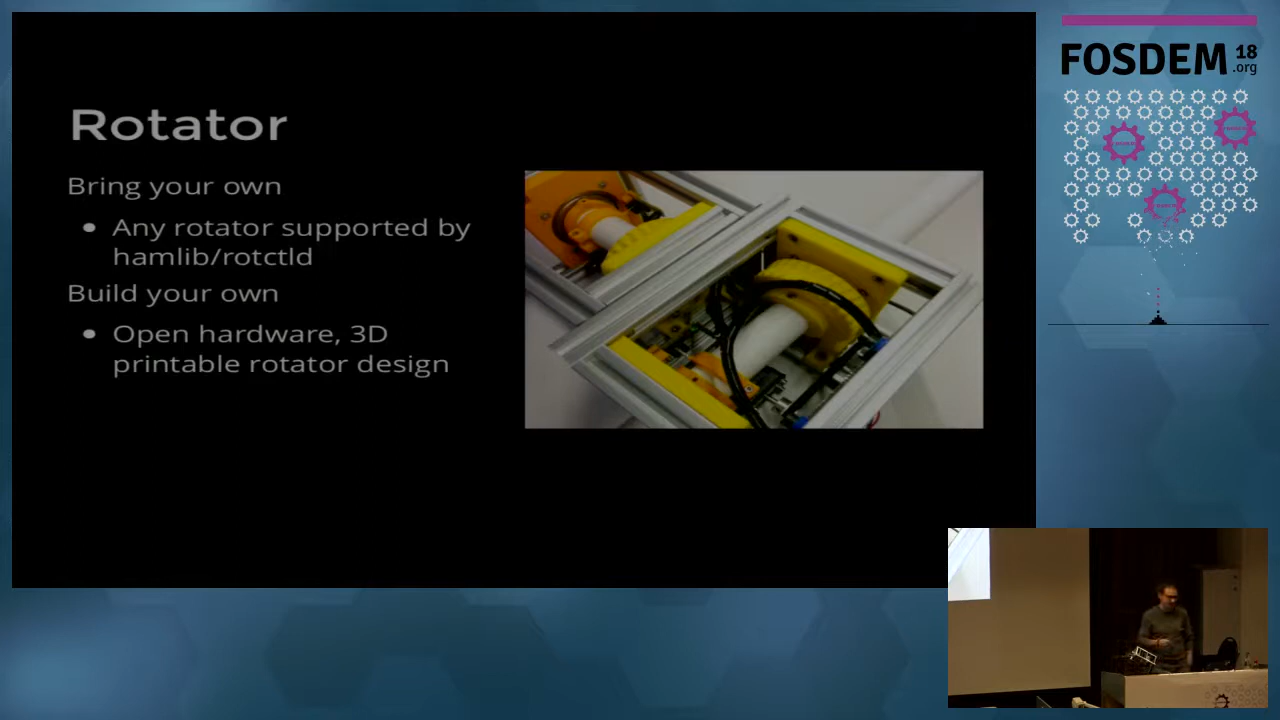 Rotator
Bring your own
• Any rotator supported by
hamlib/rotctld
Build your own
• Open hardware, 3D
printable rotator design
FOSDEM 18
.org